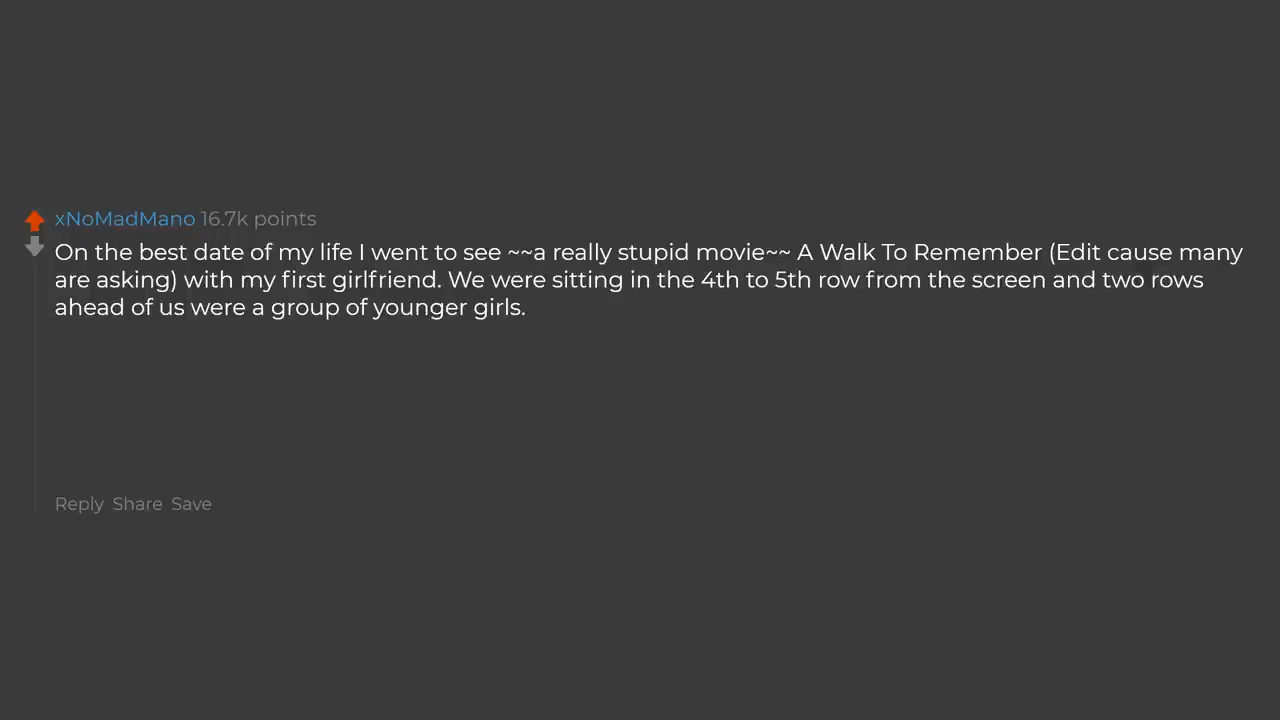 xNoMadMano 16.7k points
On the best date of my life I went to see ~~a really stupid movie~~ A Walk To Remember (Edit cause many
are asking) with my first girlfriend. We were sitting in the 4th to 5th row from the screen and two rows
ahead of us were a group of younger girls.
Reply Share Save